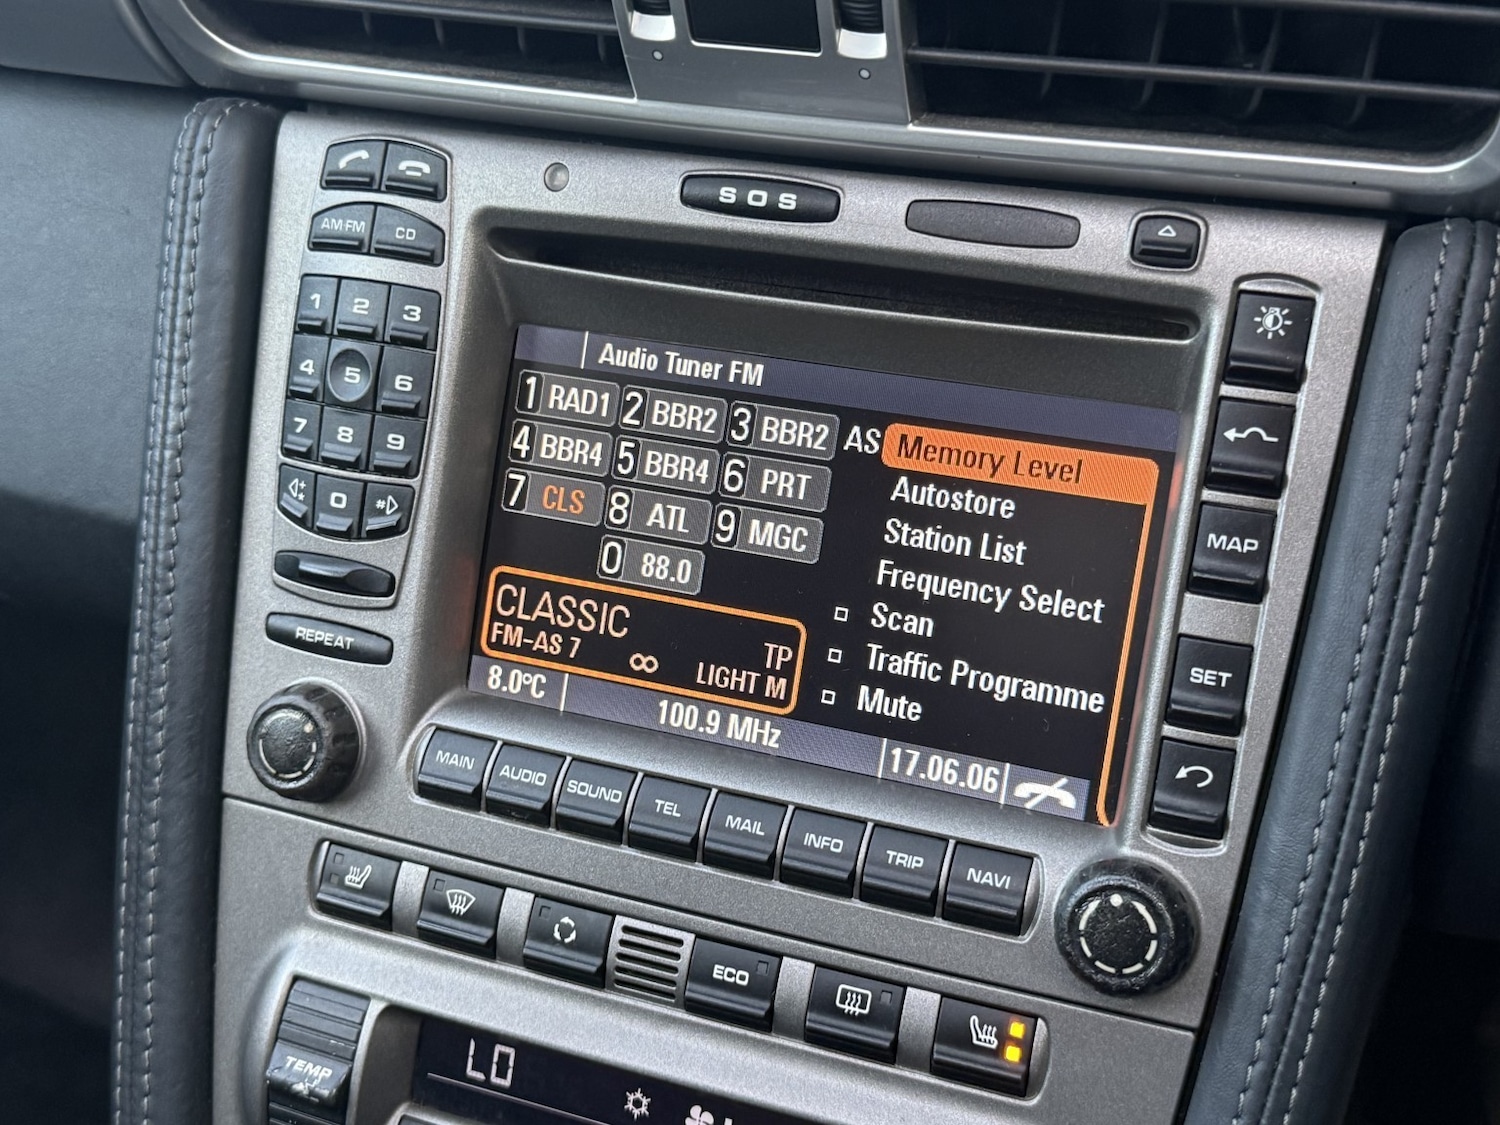 SOS
AM FM CD
1 2 3
4 5 6
7 8 9
0 #
REPEAT
Audio Tuner FM
1 RAD1 2 BBR2 3 BBR2 AS
4 BBR4 5 BBR4 6 PRT
7 CLS 8 ATL 9 MGC
0 88.0
Memory Level
Autostore
Station List
Frequency Select
Scan
Traffic Programme
Mute
CLASSIC
FM-AS 7 ∞ TP
LIGHT M
8.0°C 100.9 MHz 17.06.06
MAP
SET
MAIN AUDIO SOUND TEL MAIL INFO TRIP NAVI
ECO
TEMP
LO